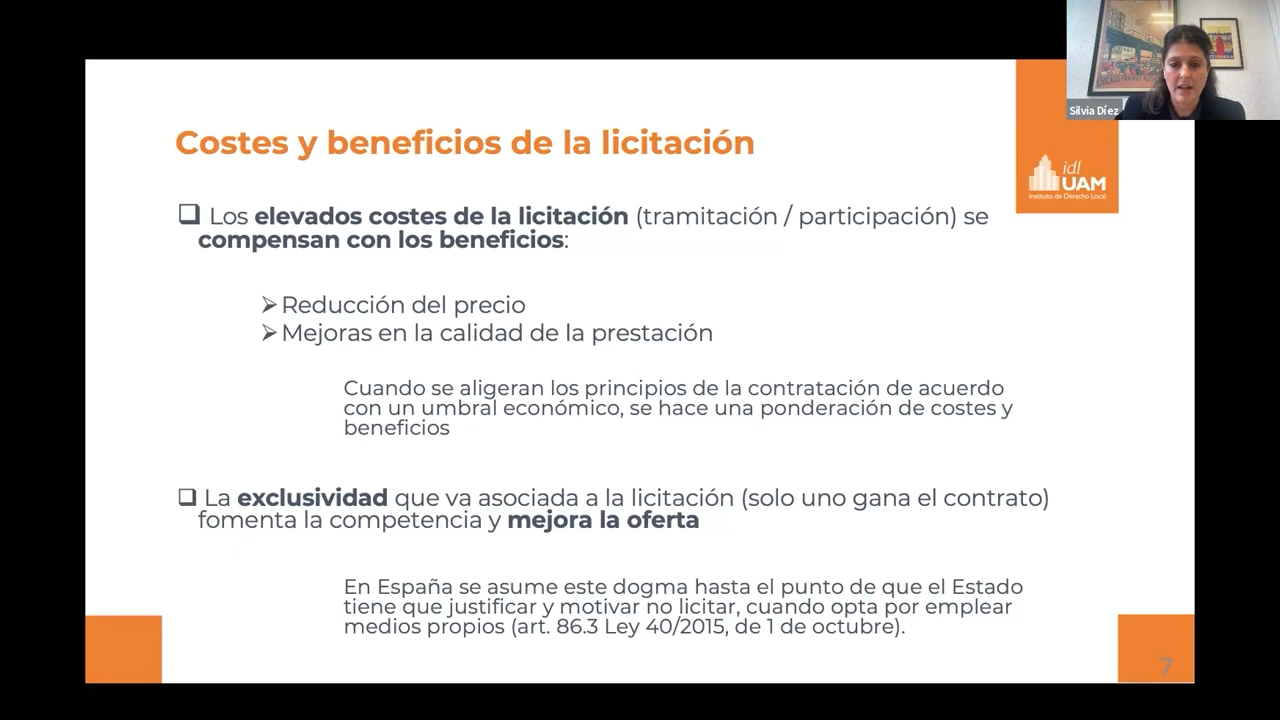 Silvia Díez
Costes y beneficios de la licitación
idl
UAM
Instituto de Derecho Local
Los elevados costes de la licitación (tramitación / participación) se
compensan con los beneficios:
Reducción del precio
Mejoras en la calidad de la prestación
Cuando se aligeran los principios de la contratación de acuerdo
con un umbral económico, se hace una ponderación de costes y
beneficios
La exclusividad que va asociada a la licitación (solo uno gana el contrato)
fomenta la competencia y mejora la oferta
En España se asume este dogma hasta el punto de que el Estado
tiene que justificar y motivar no licitar, cuando opta por emplear
medios propios (art. 86.3 Ley 40/2015, de 1 de octubre).
7